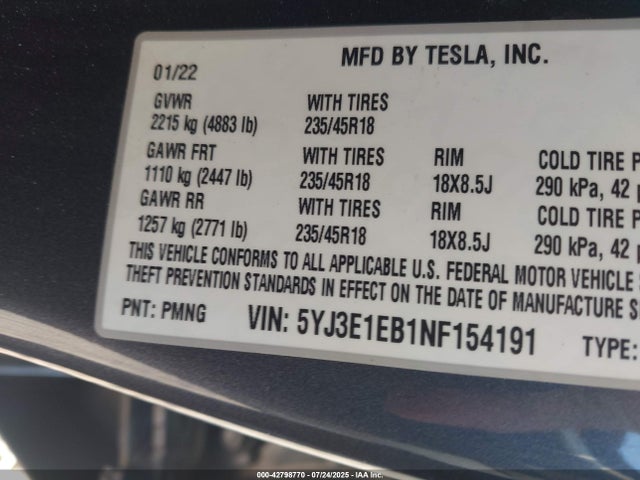 MFD BY TESLA, INC.
01/22
GVWR WITH TIRES
2215 kg (4883 lb) 235/45R18
GAWR FRT WITH TIRES RIM COLD TIRE P
1110 kg (2447 lb) 235/45R18 18X8.5J 290 kPa, 42 p
GAWR RR WITH TIRES RIM COLD TIRE P
1257 kg (2771 lb) 235/45R18 18X8.5J 290 kPa, 42
THIS VEHICLE CONFORMS TO ALL APPLICABLE U.S. FEDERAL MOTOR VEHICLE
THEFT PREVENTION STANDARDS IN EFFECT ON THE DATE OF MANUFACTURE S
PNT: PMNG VIN: 5YJ3E1EB1NF154191 TYPE:
000-42798770 - 07/24/2025 - IAA Inc.